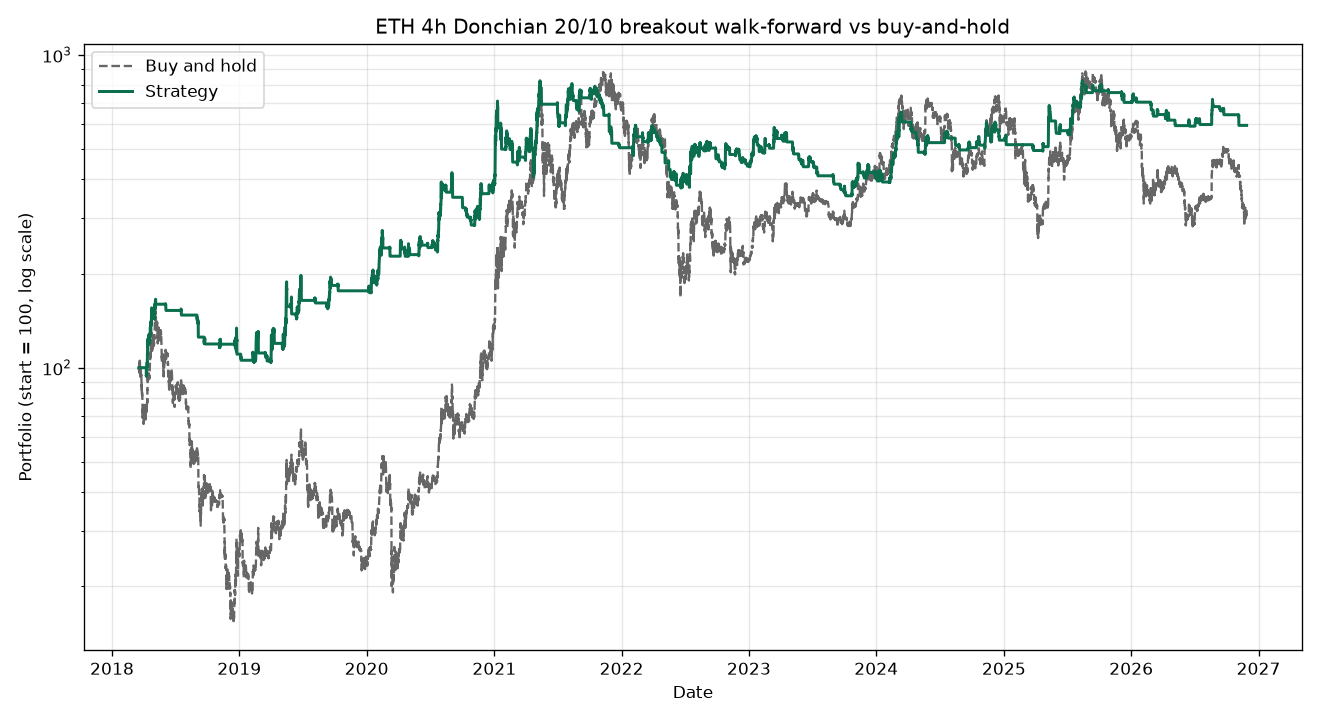 ETH 4h Donchian 20/10 breakout walk-forward vs buy-and-hold
Buy and hold
Strategy
Portfolio (start = 100, log scale)
10³
10²
2018 2019 2020 2021 2022 2023 2024 2025 2026 2027
Date